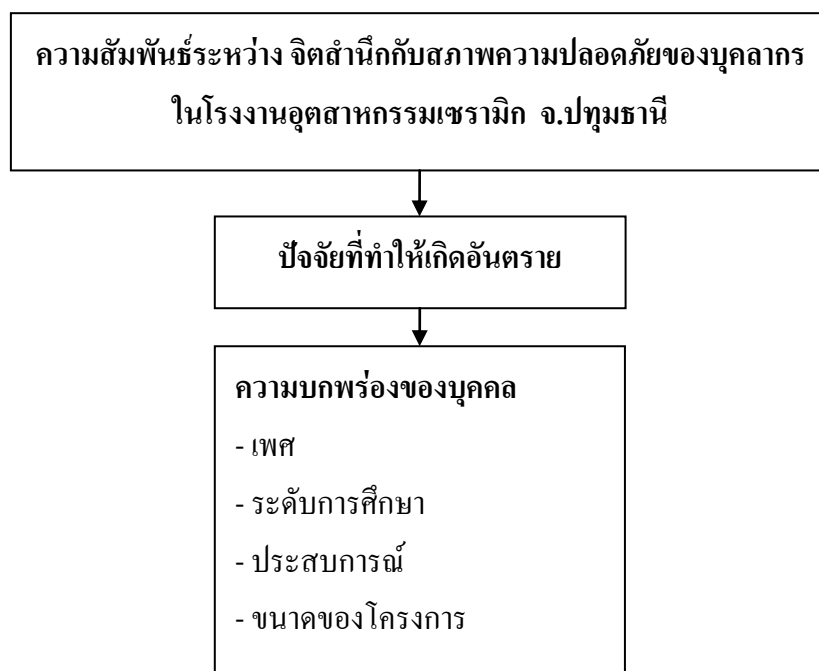 ความสัมพันธ์ระหว่าง จิตสำนึกกับสภาพความปลอดภัยของบุคลากร
ในโรงงานอุตสาหกรรมเซรามิก จ.ปทุมธานี
ปัจจัยที่ทำให้เกิดอันตราย
ความบกพร่องของบุคคล
- เพศ
- ระดับการศึกษา
- ประสบการณ์
- ขนาดของโครงการ